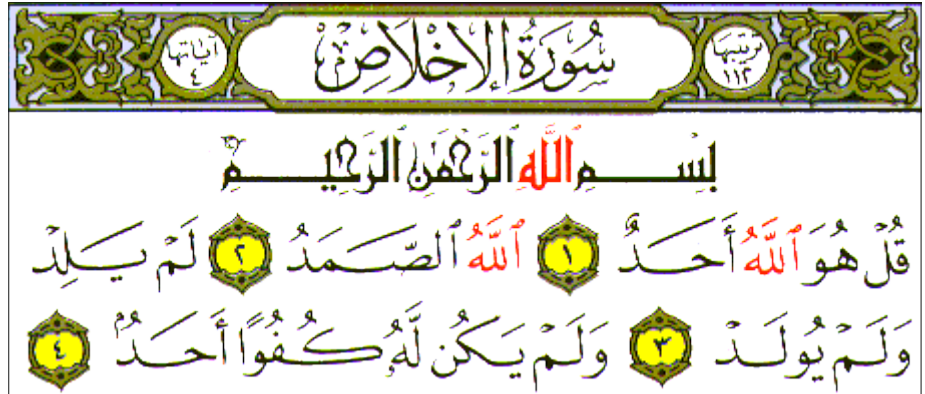 ترتيبها ١١٢ سُورَةُ الإِخْلَاصِ آياتها ٤
بِسْمِ ٱللَّهِ ٱلرَّحْمَٰنِ ٱلرَّحِيمِ
قُلْ هُوَ ٱللَّهُ أَحَدٌ ١ ٱللَّهُ ٱلصَّمَدُ ٢ لَمْ يَلِدْ
وَلَمْ يُولَدْ ٣ وَلَمْ يَكُن لَّهُۥ كُفُوًا أَحَدٌۢ ٤